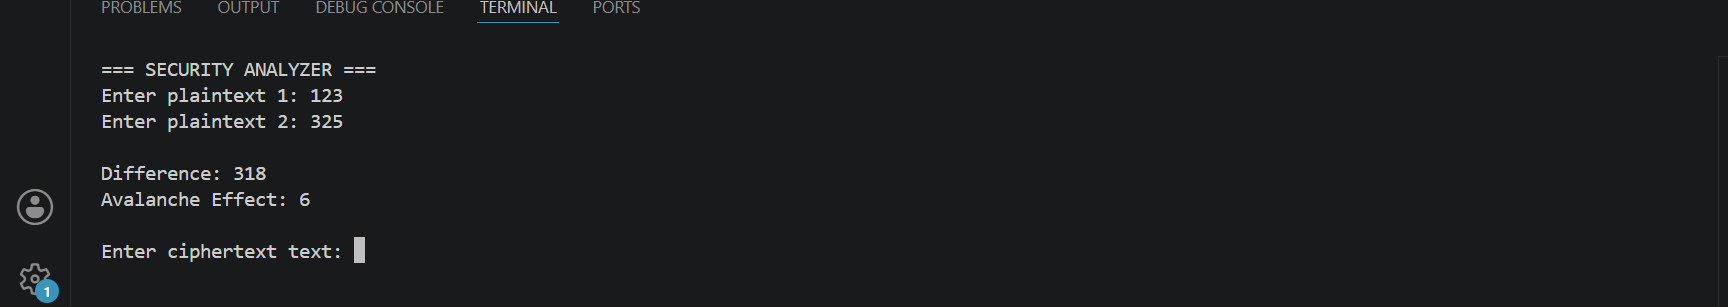 PROBLEMS OUTPUT DEBUG CONSOLE TERMINAL PORTS
=== SECURITY ANALYZER ===
Enter plaintext 1: 123
Enter plaintext 2: 325
Difference: 318
Avalanche Effect: 6
Enter ciphertext text:
1